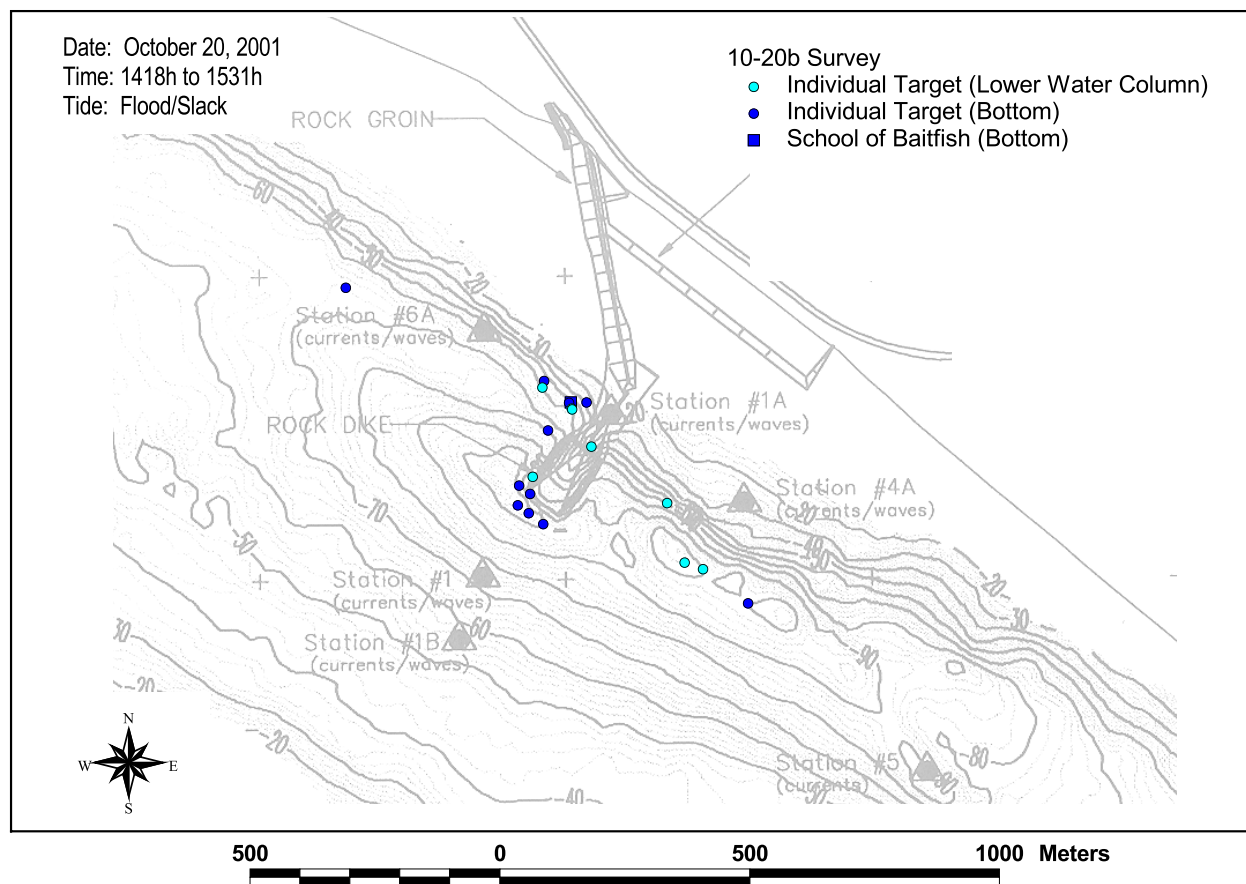 Date: October 20, 2001
Time: 1418h to 1531h
Tide: Flood/Slack
10-20b Survey
Individual Target (Lower Water Column)
Individual Target (Bottom)
School of Baitfish (Bottom)
ROCK GROIN
60
30
-20
Station #6A
(currents/waves)
-30
20
Station #1A
(currents/waves)
ROCK DIKE
Station #4A
(currents/waves)
-70
-50
-40
-20
-30
Station #1
(currents/waves)
Station #1B
(currents/waves)
60
30
-20
-90
-20
-80
Station #5
(currents)
-40
N
W
E
S
500 0 500 1000 Meters